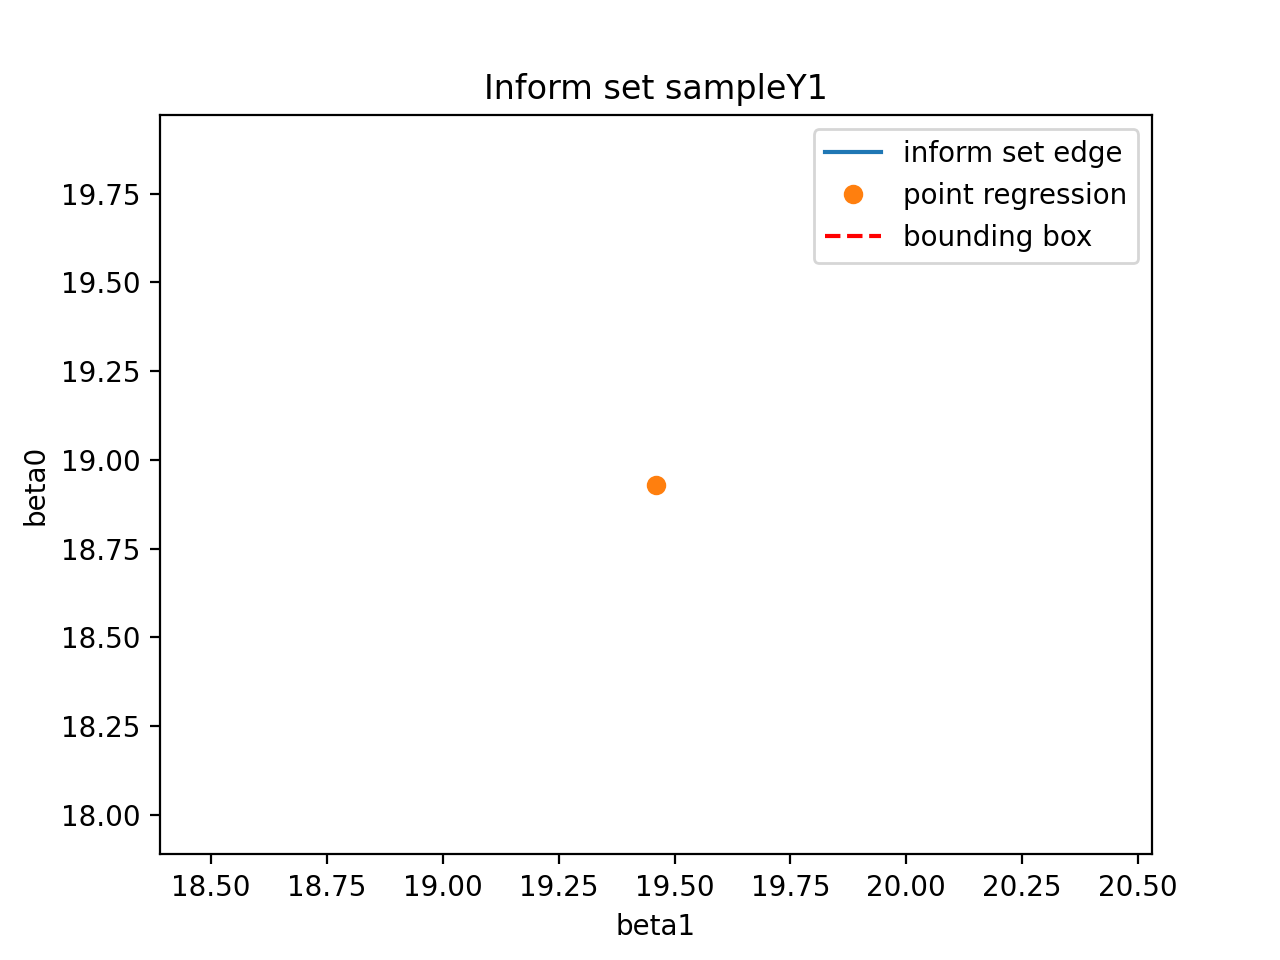 Inform set sampleY1
inform set edge
point regression
bounding box
beta0
19.75
19.50
19.25
19.00
18.75
18.50
18.25
18.00
18.50 18.75 19.00 19.25 19.50 19.75 20.00 20.25 20.50
beta1